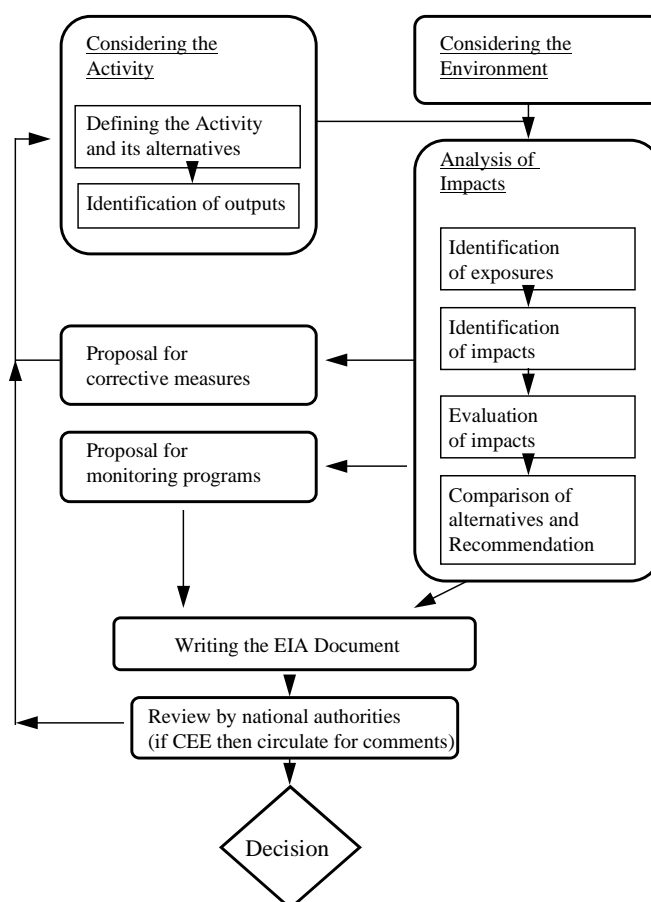 Considering the
Activity
Defining the Activity
and its alternatives
Identification of outputs
Considering the
Environment
Analysis of
Impacts
Identification
of exposures
Identification
of impacts
Evaluation
of impacts
Comparison of
alternatives and
Recommendation
Proposal for
corrective measures
Proposal for
monitoring programs
Writing the EIA Document
Review by national authorities
(if CEE then circulate for comments)
Decision